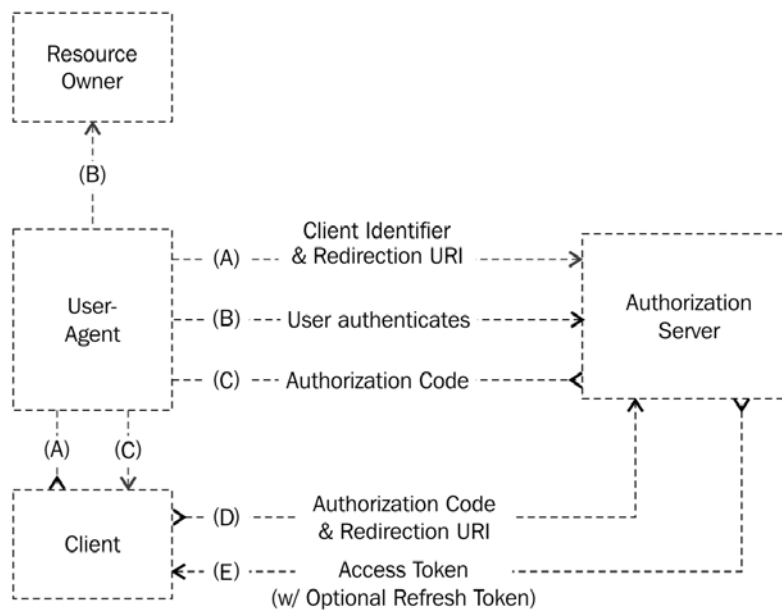 Resource
Owner
(B)
Client Identifier
(A)
& Redirection URI
User-
Agent
(B)
User authenticates
Authorization
Server
(C)
Authorization Code
(A)
(C)
Client
(D)
Authorization Code
& Redirection URI
(E)
Access Token
(w/ Optional Refresh Token)